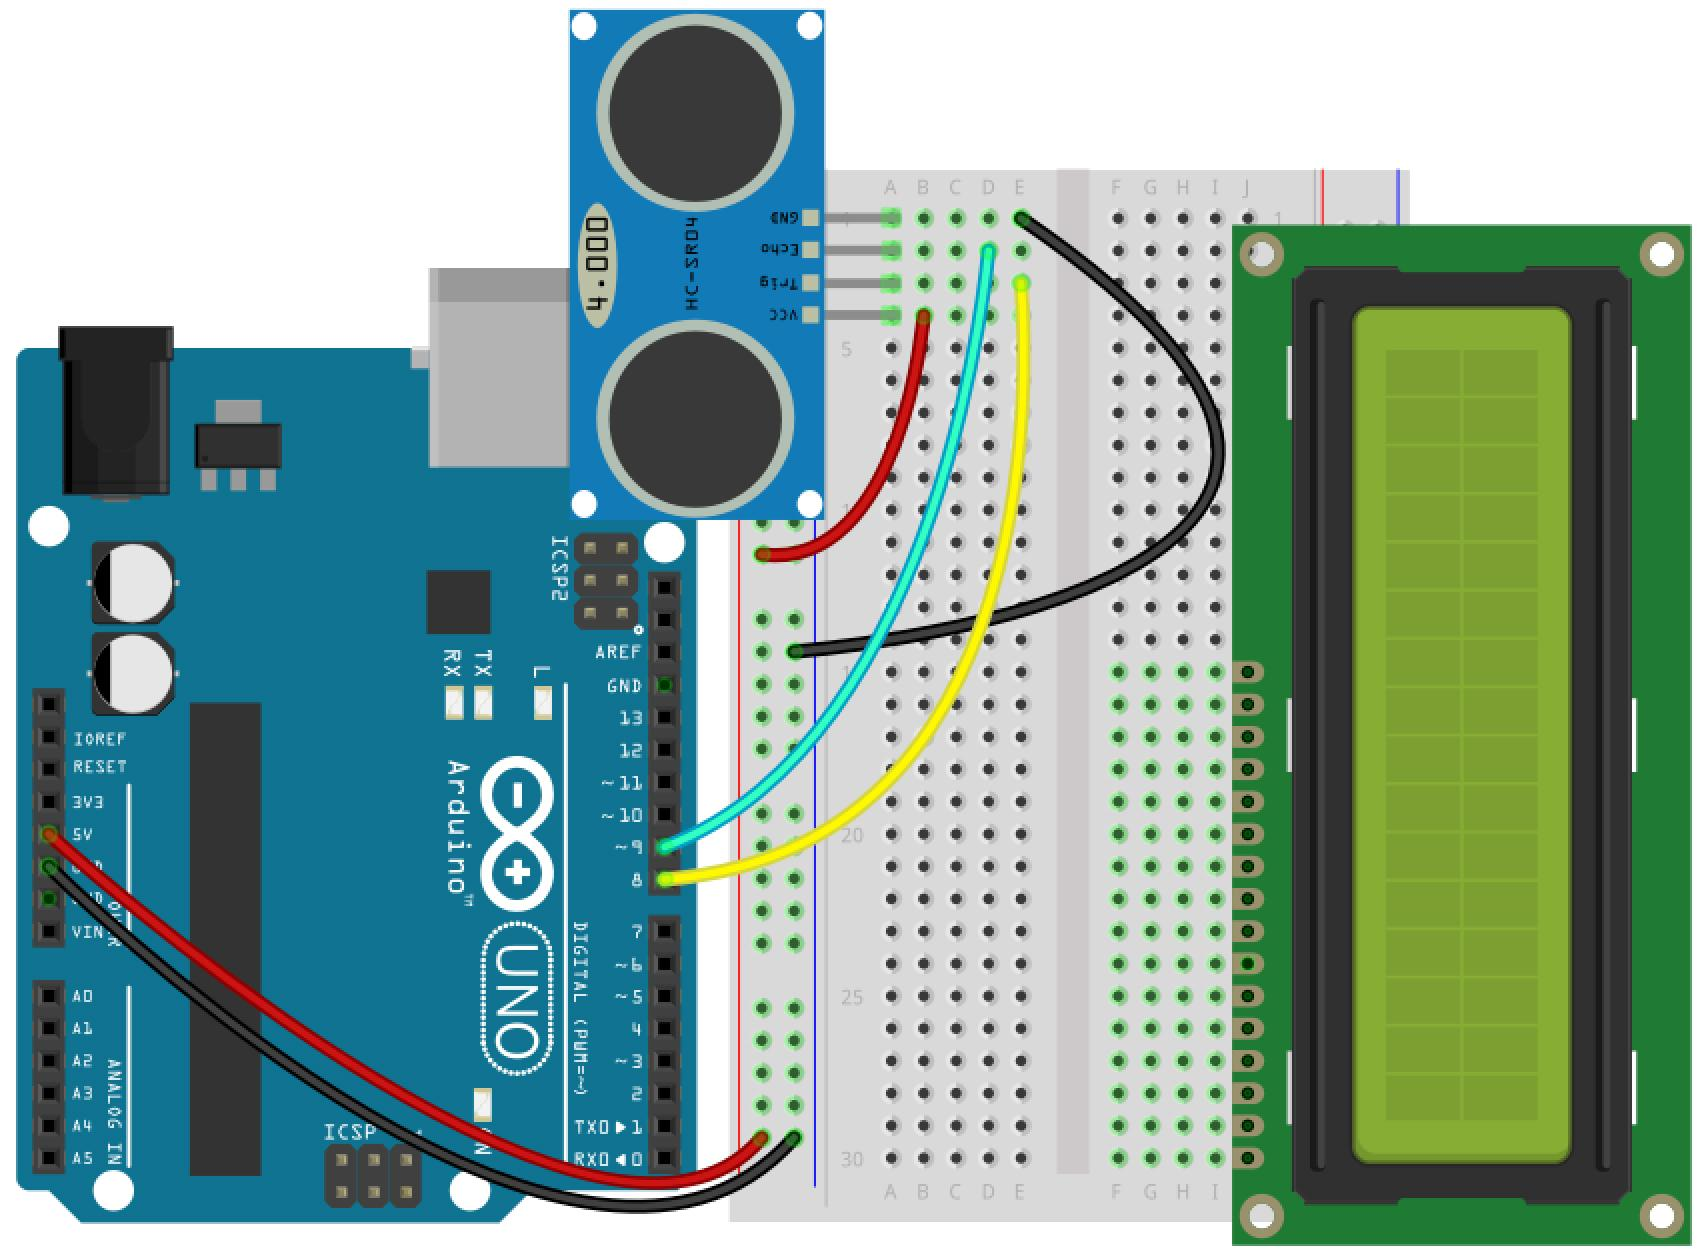 HC-SR04
4.000
GND
Echo
Trig
VCC
A B C D E
F G H I J
1
1
5
20
25
30
A B C D E
F G H I
ICSP2
AREF
GND
13
12
~11
~10
~9
8
7
~6
~5
4
~3
2
TX0▶1
RX0◀0
DIGITAL (PWM=~)
RX
TX
L
Arduino™
UNO
IOREF
RESET
3V3
5V
VIN
A0
A1
A2
A3
A4
A5
ANALOG IN
ICSP